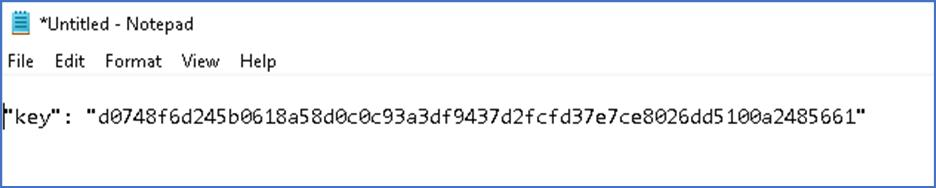 *Untitled - Notepad
File Edit Format View Help
"key": "d0748f6d245b0618a58d0c0c93a3df9437d2fcfd37e7ce8026dd5100a2485661"